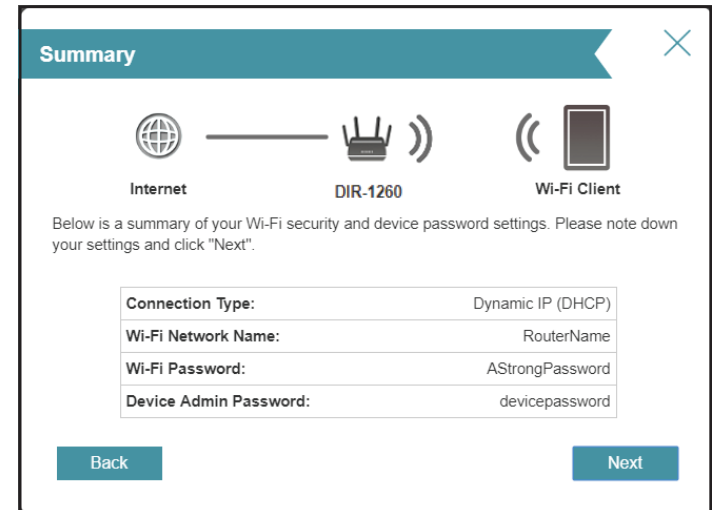 Summary
Internet
DIR-1260
Wi-Fi Client
Below is a summary of your Wi-Fi security and device password settings. Please note down
your settings and click "Next".
Connection Type: Dynamic IP (DHCP)
Wi-Fi Network Name: RouterName
Wi-Fi Password: AStrongPassword
Device Admin Password: devicepassword
Back
Next